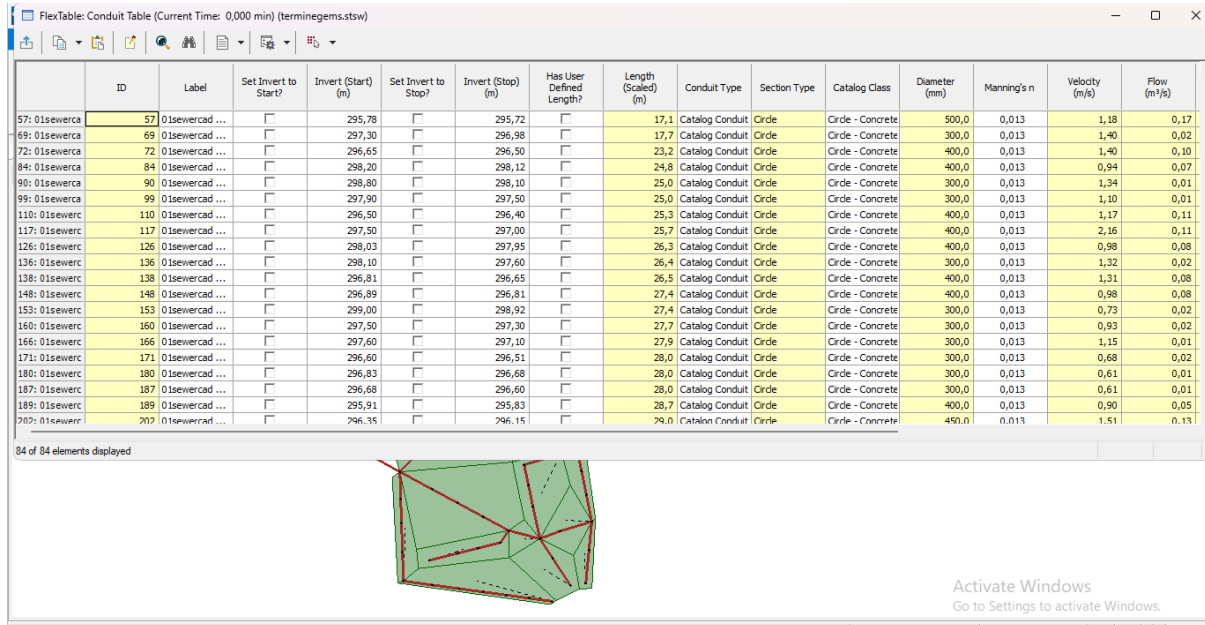 FlexTable: Conduit Table (Current Time: 0,000 min) (terminegems.stsw)
ID Label Set Invert to Start? Invert (Start) (m) Set Invert to Stop? Invert (Stop) (m) Has User Defined Length? Length (Scaled) (m) Conduit Type Section Type Catalog Class Diameter (mm) Manning's n Velocity (m/s) Flow (m³/s)
57: 01sewerca 57 01sewercad ... 295,78 295,72 17,1 Catalog Conduit Circle Circle - Concrete 500,0 0,013 1,18 0,17
69: 01sewerca 69 01sewercad ... 297,30 296,98 17,7 Catalog Conduit Circle Circle - Concrete 300,0 0,013 1,40 0,02
72: 01sewerca 72 01sewercad ... 296,65 296,50 23,2 Catalog Conduit Circle Circle - Concrete 400,0 0,013 1,40 0,10
84: 01sewerca 84 01sewercad ... 298,20 298,12 24,8 Catalog Conduit Circle Circle - Concrete 400,0 0,013 0,94 0,07
90: 01sewerca 90 01sewercad ... 298,80 298,10 25,0 Catalog Conduit Circle Circle - Concrete 300,0 0,013 1,34 0,01
99: 01sewerca 99 01sewercad ... 297,90 297,50 25,0 Catalog Conduit Circle Circle - Concrete 300,0 0,013 1,10 0,01
110: 01sewerc 110 01sewercad ... 296,50 296,40 25,3 Catalog Conduit Circle Circle - Concrete 400,0 0,013 1,17 0,11
117: 01sewerc 117 01sewercad ... 297,50 297,00 25,7 Catalog Conduit Circle Circle - Concrete 400,0 0,013 2,16 0,11
126: 01sewerc 126 01sewercad ... 298,03 297,95 26,3 Catalog Conduit Circle Circle - Concrete 400,0 0,013 0,98 0,08
136: 01sewerc 136 01sewercad ... 298,10 297,60 26,4 Catalog Conduit Circle Circle - Concrete 300,0 0,013 1,32 0,02
138: 01sewerc 138 01sewercad ... 296,81 296,65 26,5 Catalog Conduit Circle Circle - Concrete 400,0 0,013 1,31 0,08
148: 01sewerc 148 01sewercad ... 296,89 296,81 27,4 Catalog Conduit Circle Circle - Concrete 400,0 0,013 0,98 0,08
153: 01sewerc 153 01sewercad ... 299,00 298,92 27,4 Catalog Conduit Circle Circle - Concrete 300,0 0,013 0,73 0,02
160: 01sewerc 160 01sewercad ... 297,50 297,30 27,7 Catalog Conduit Circle Circle - Concrete 300,0 0,013 0,93 0,02
166: 01sewerc 166 01sewercad ... 297,60 297,10 27,9 Catalog Conduit Circle Circle - Concrete 300,0 0,013 1,15 0,01
171: 01sewerc 171 01sewercad ... 296,60 296,51 28,0 Catalog Conduit Circle Circle - Concrete 300,0 0,013 0,68 0,02
180: 01sewerc 180 01sewercad ... 296,83 296,68 28,0 Catalog Conduit Circle Circle - Concrete 300,0 0,013 0,61 0,01
187: 01sewerc 187 01sewercad ... 296,68 296,60 28,0 Catalog Conduit Circle Circle - Concrete 300,0 0,013 0,61 0,01
189: 01sewerc 189 01sewercad ... 295,91 295,83 28,7 Catalog Conduit Circle Circle - Concrete 400,0 0,013 0,90 0,05
202: 01sewerc 202 01sewercad ... 296,35 296,15 29,0 Catalog Conduit Circle Circle - Concrete 450,0 0,013 1,51 0,13
84 of 84 elements displayed
Activate Windows
Go to Settings to activate Windows.